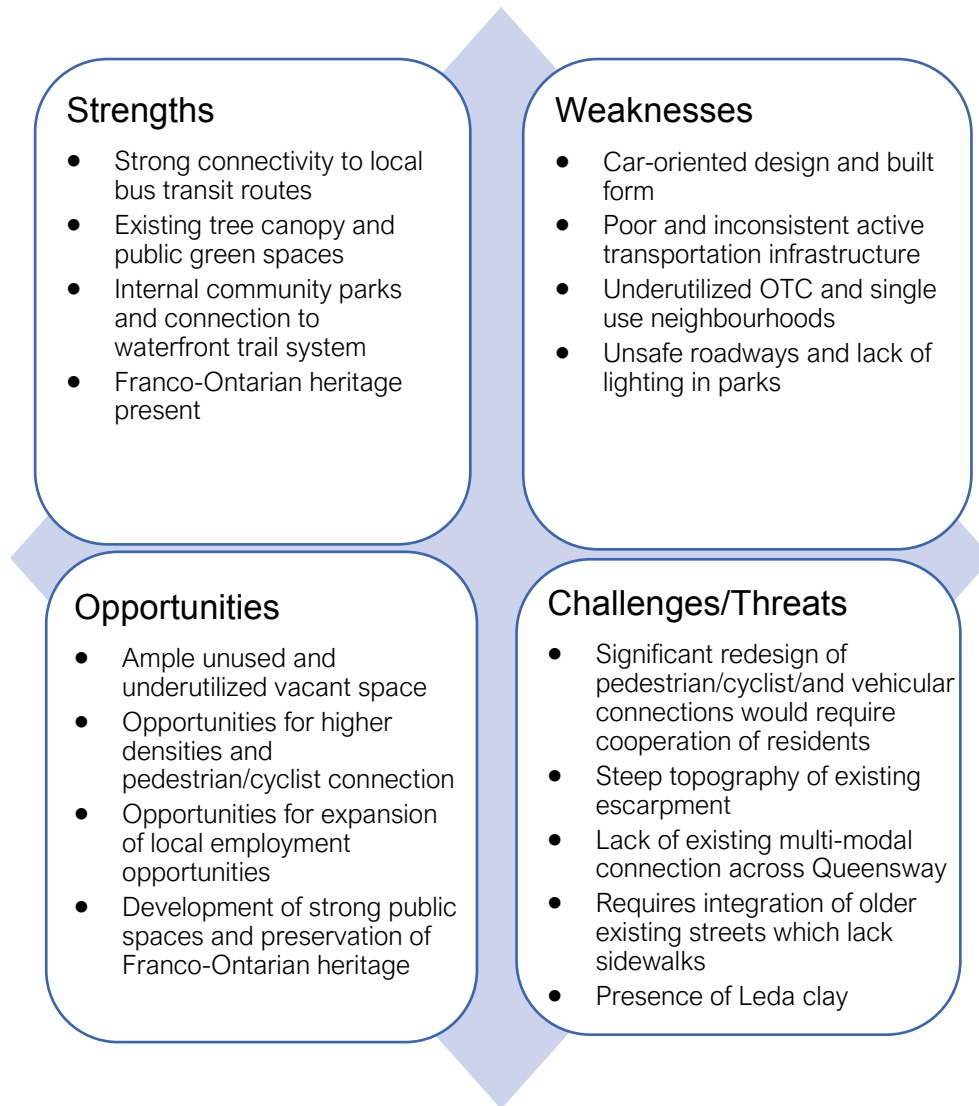 Strengths
● Strong connectivity to local
bus transit routes
● Existing tree canopy and
public green spaces
● Internal community parks
and connection to
waterfront trail system
● Franco-Ontarian heritage
present
Weaknesses
● Car-oriented design and built
form
● Poor and inconsistent active
transportation infrastructure
● Underutilized OTC and single
use neighbourhoods
● Unsafe roadways and lack of
lighting in parks
Opportunities
● Ample unused and
underutilized vacant space
● Opportunities for higher
densities and
pedestrian/cyclist connection
● Opportunities for expansion
of local employment
opportunities
● Development of strong public
spaces and preservation of
Franco-Ontarian heritage
Challenges/Threats
● Significant redesign of
pedestrian/cyclist/and vehicular
connections would require
cooperation of residents
● Steep topography of existing
escarpment
● Lack of existing multi-modal
connection across Queensway
● Requires integration of older
existing streets which lack
sidewalks
● Presence of Leda clay